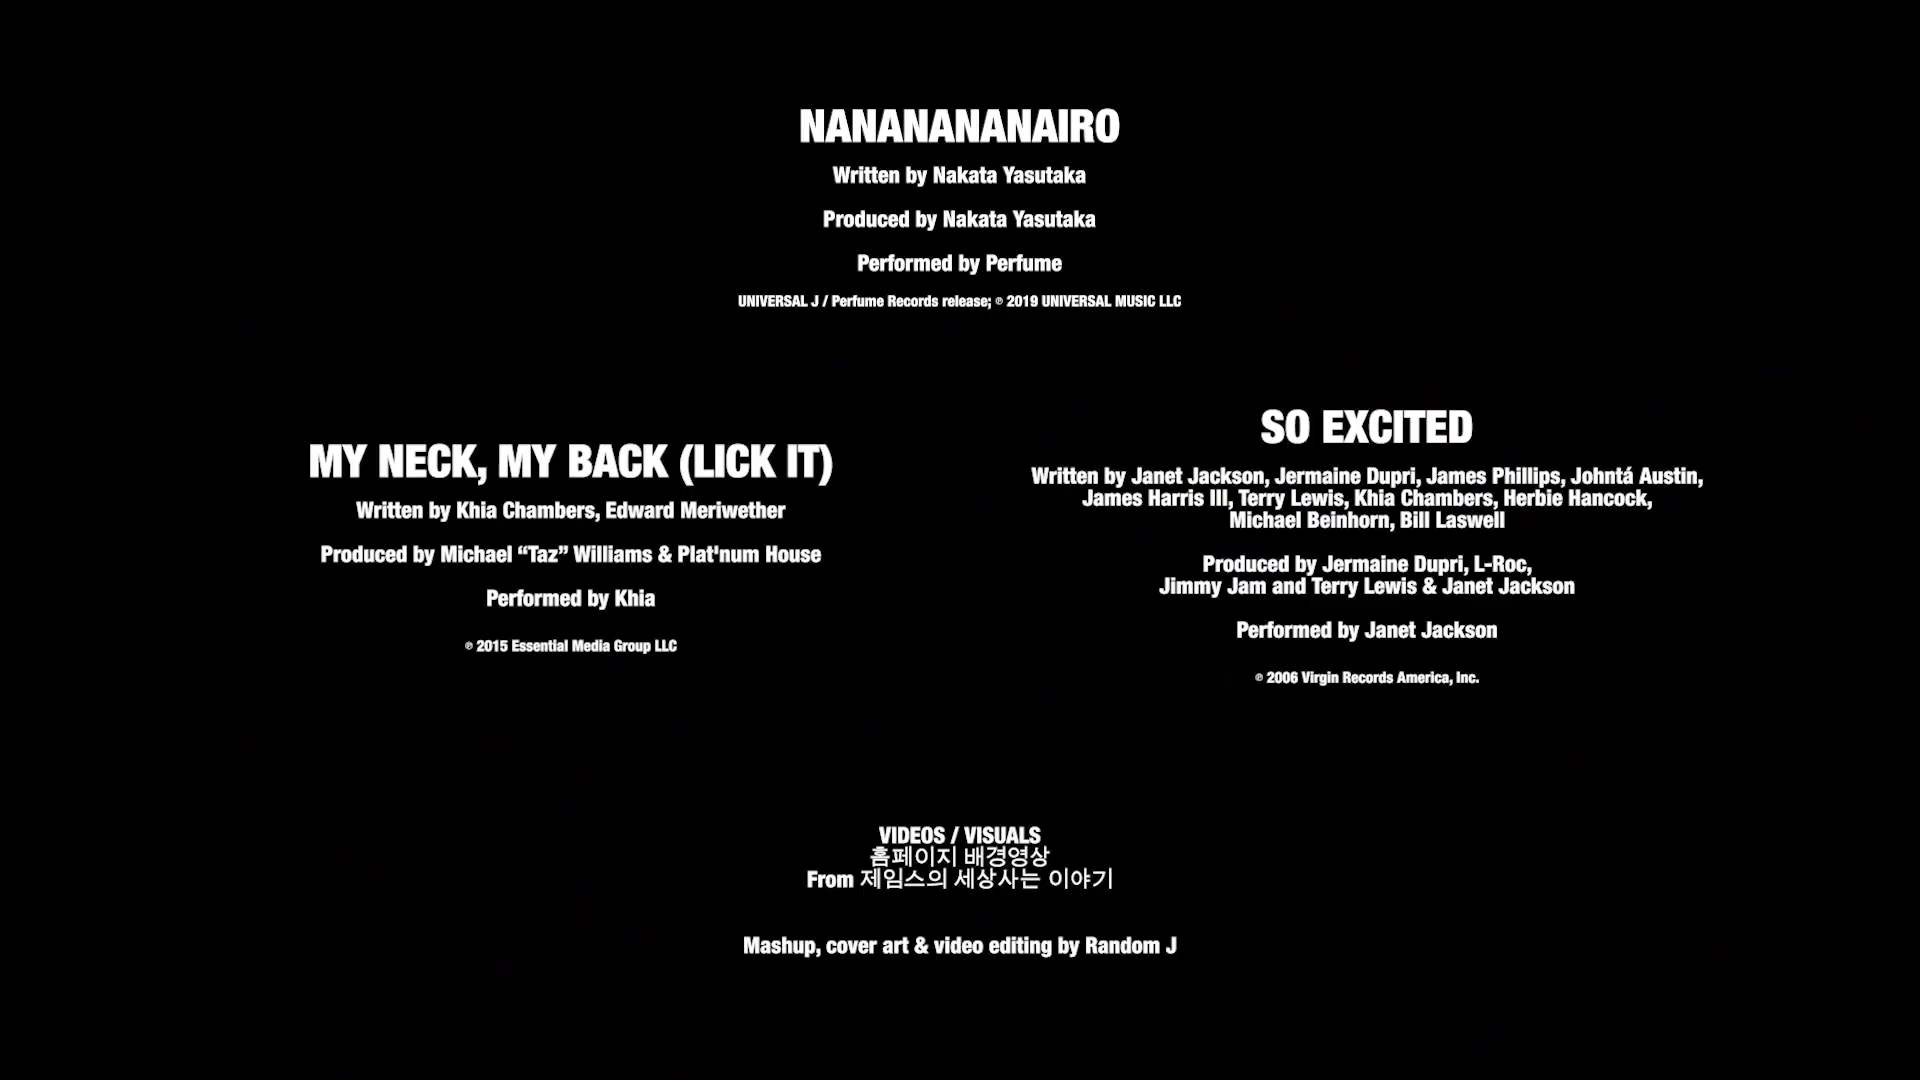 NANANANANAIRO
Written by Nakata Yasutaka
Produced by Nakata Yasutaka
Performed by Perfume
UNIVERSAL J / Perfume Records release; ℗ 2019 UNIVERSAL MUSIC LLC
MY NECK, MY BACK (LICK IT)
Written by Khia Chambers, Edward Meriwether
Produced by Michael “Taz” Williams & Plat'num House
Performed by Khia
℗ 2015 Essential Media Group LLC
SO EXCITED
Written by Janet Jackson, Jermaine Dupri, James Phillips, Johntá Austin,
James Harris III, Terry Lewis, Khia Chambers, Herbie Hancock,
Michael Beinhorn, Bill Laswell
Produced by Jermaine Dupri, L-Roc,
Jimmy Jam and Terry Lewis & Janet Jackson
Performed by Janet Jackson
℗ 2006 Virgin Records America, Inc.
VIDEOS / VISUALS
홈페이지 배경영상
From 제임스의 세상사는 이야기
Mashup, cover art & video editing by Random J